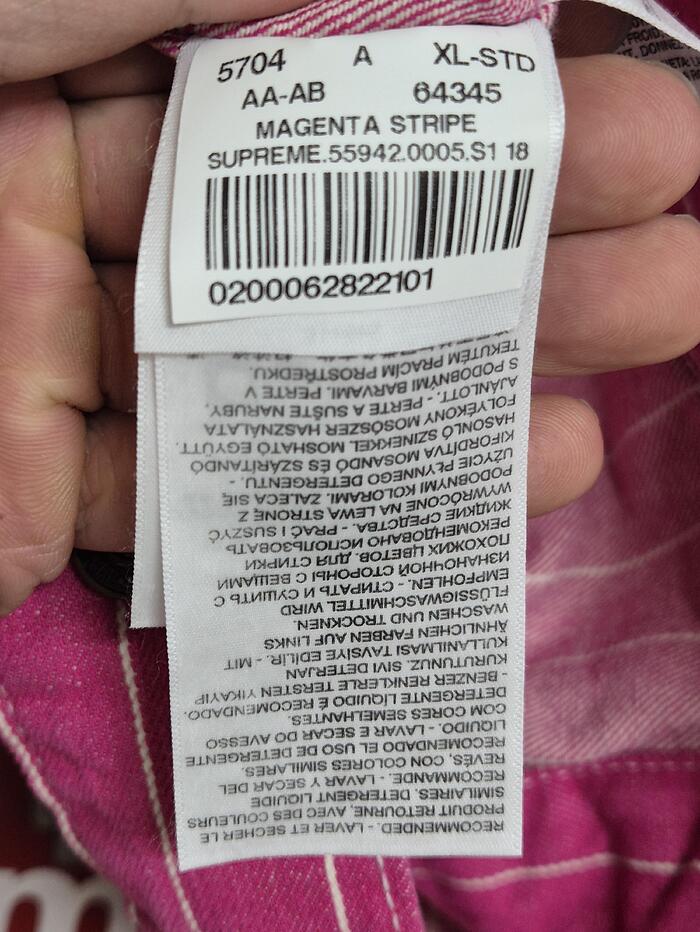 5704 A XL-STD
AA-AB 64345
MAGENTA STRIPE
SUPREME.55942.0005.S1 18
0200062822101
RECOMMENDED. - LAVER ET SECHER LE
PRODUIT RETOURNE, AVEC DES COULEURS
SIMILAIRES. DETERGENT LIQUIDE
RECOMMANDE. - LAVAR Y SECAR DEL
REVÉS, CON COLORES SIMILARES.
RECOMENDADO EL USO DE DETERGENTE
LIQUIDO. - LAVAR E SECAR DO AVESSO
COM CORES SEMELHANTES.
DETERGENTE LÍQUIDO É RECOMENDADO.
- BENZER RENKLERLE TERSTEN YIKAYIP
KURUTUNUZ. SIVI DETERJAN
KULLANILMASI TAVSİYE EDİLİR. - MIT
ÄHNLICHEN FARBEN AUF LINKS
WASCHEN UND TROCKNEN.
FLÜSSIGWASCHMITTEL WIRD
EMPFOHLEN. - СТИРАТЬ И СУШИТЬ С
ИЗНАНОЧНОЙ СТОРОНЫ С ВЕЩАМИ
ПОХОЖИХ ЦВЕТОВ. ДЛЯ СТИРКИ
РЕКОМЕНДОВАНО ИСПОЛЬЗОВАТЬ
ЖИДКИЕ СРЕДСТВА. - PRAĆ I SUSZYĆ
WYWRÓCONE NA LEWĄ STRONĘ Z
PODOBNYMI KOLORAMI. ZALECA SIĘ
UŻYCIE PŁYNNEGO DETERGENTU. -
KIFORDÍTVA MOSANDÓ ÉS SZÁRÍTANDÓ
HASONLÓ SZINEKKEL MOSHATÓ EGYÜTT.
FOLYÉKONY MOSÓSZER HASZNÁLATA
AJÁNLOTT. - PERTE A SUŠTE NARUBY,
S PODOBNÝMI BARVAMI. PERTE V
TEKUTÉM PRACÍM PROSTŘEDKU.